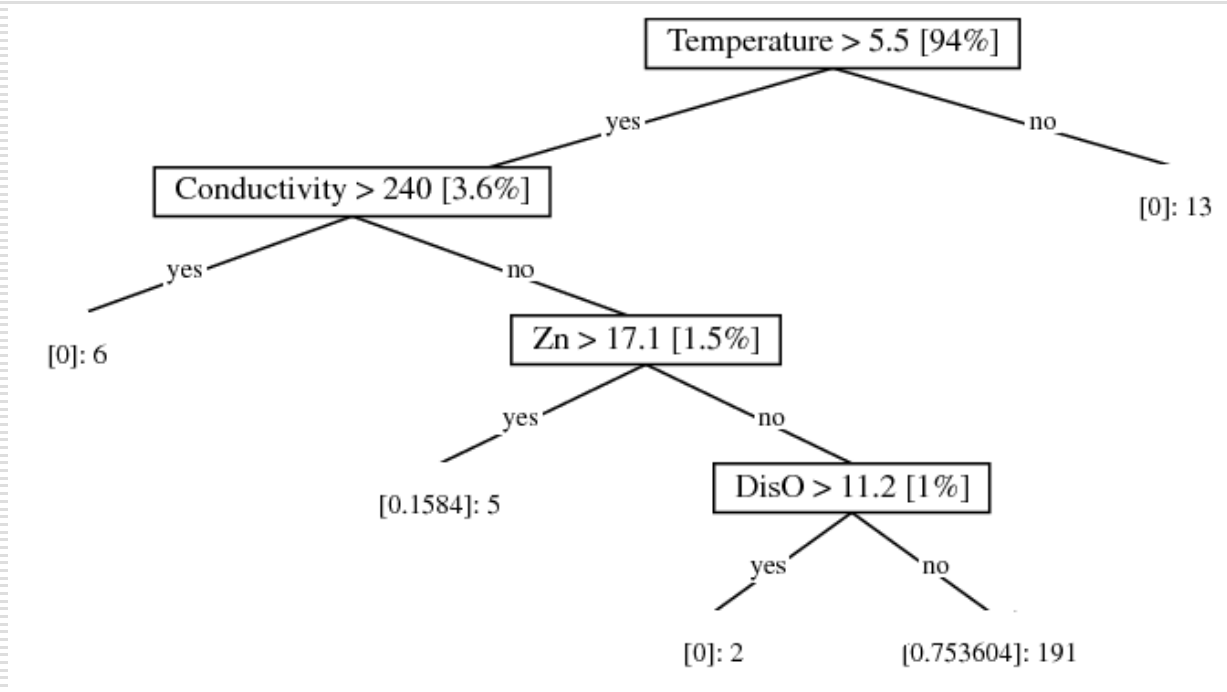 Temperature > 5.5 [94%]
yes
no
Conductivity > 240 [3.6%]
[0]: 13
yes
no
Zn > 17.1 [1.5%]
[0]: 6
yes
no
DisO > 11.2 [1%]
[0.1584]: 5
yes
no
[0]: 2
[0.753604]: 191